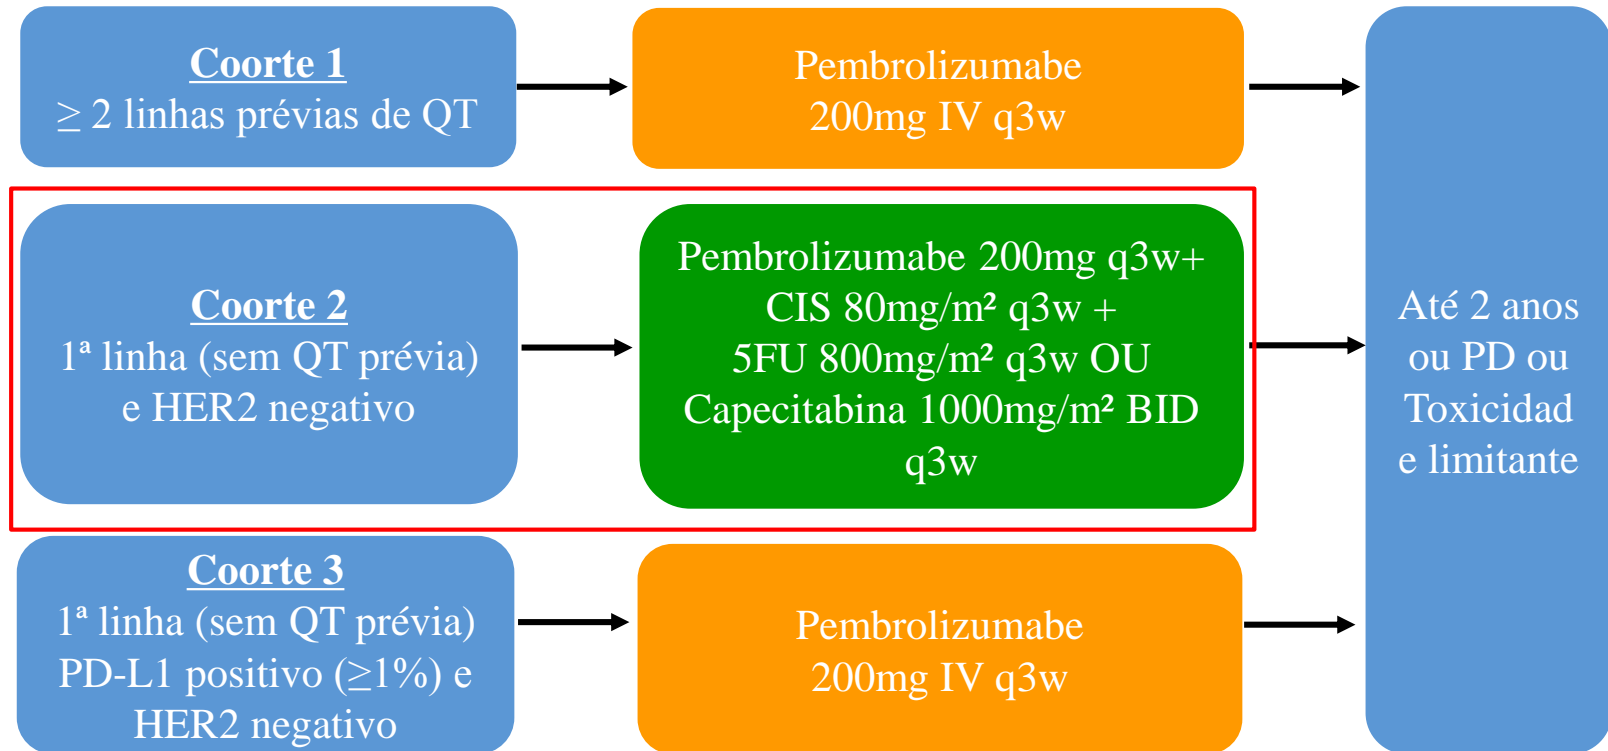 Coorte 1
≥ 2 linhas prévias de QT
Pembrolizumabe
200mg IV q3w
Coorte 2
1ª linha (sem QT prévia)
e HER2 negativo
Pembrolizumabe 200mg q3w+
CIS 80mg/m² q3w +
5FU 800mg/m² q3w OU
Capecitabina 1000mg/m² BID
q3w
Coorte 3
1ª linha (sem QT prévia)
PD-L1 positivo (≥1%) e
HER2 negativo
Pembrolizumabe
200mg IV q3w
Até 2 anos
ou PD ou
Toxicidad
e limitante